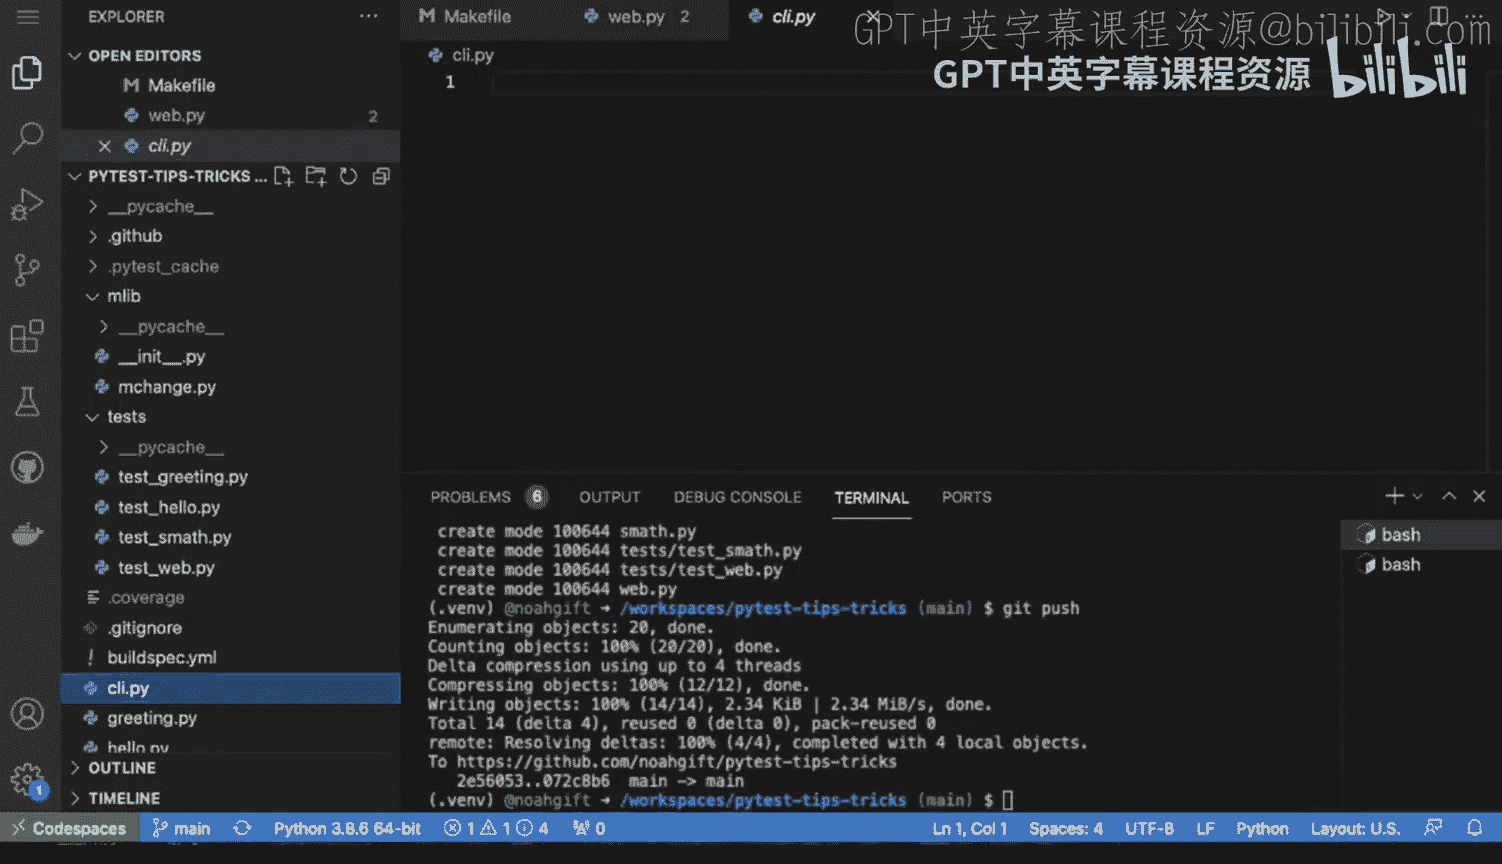 EXPLORER
OPEN EDITORS
Makefile
web.py 2
cli.py
PYTEST-TIPS-TRICKS ...
__pycache__
.github
.pytest_cache
mlib
__pycache__
__init__.py
mchange.py
tests
__pycache__
test_greeting.py
test_hello.py
test_smath.py
test_web.py
.coverage
.gitignore
buildspec.yml
cli.py
greeting.py
hello.py
OUTLINE
TIMELINE
1
Makefile web.py 2 cli.py
GPT中英字幕课程资源@bilibili.com
GPT中英字幕课程资源 bilibili
cli.py
1
PROBLEMS 6 OUTPUT DEBUG CONSOLE TERMINAL PORTS
create mode 100644 smath.py
create mode 100644 tests/test_smath.py
create mode 100644 tests/test_web.py
create mode 100644 web.py
(.venv) @noahgift → /workspaces/pytest-tips-tricks (main) $ git push
Enumerating objects: 20, done.
Counting objects: 100% (20/20), done.
Delta compression using up to 4 threads
Compressing objects: 100% (12/12), done.
Writing objects: 100% (14/14), 2.34 KiB | 2.34 MiB/s, done.
Total 14 (delta 4), reused 0 (delta 0), pack-reused 0
remote: Resolving deltas: 100% (4/4), completed with 4 local objects.
To https://github.com/noahgift/pytest-tips-tricks
2e56053..072c8b6 main -> main
(.venv) @noahgift → /workspaces/pytest-tips-tricks (main) $
bash
bash
Codespaces main Python 3.8.6 64-bit 1 1 4 0 Ln 1, Col 1 Spaces: 4 UTF-8 LF Python Layout: U.S.